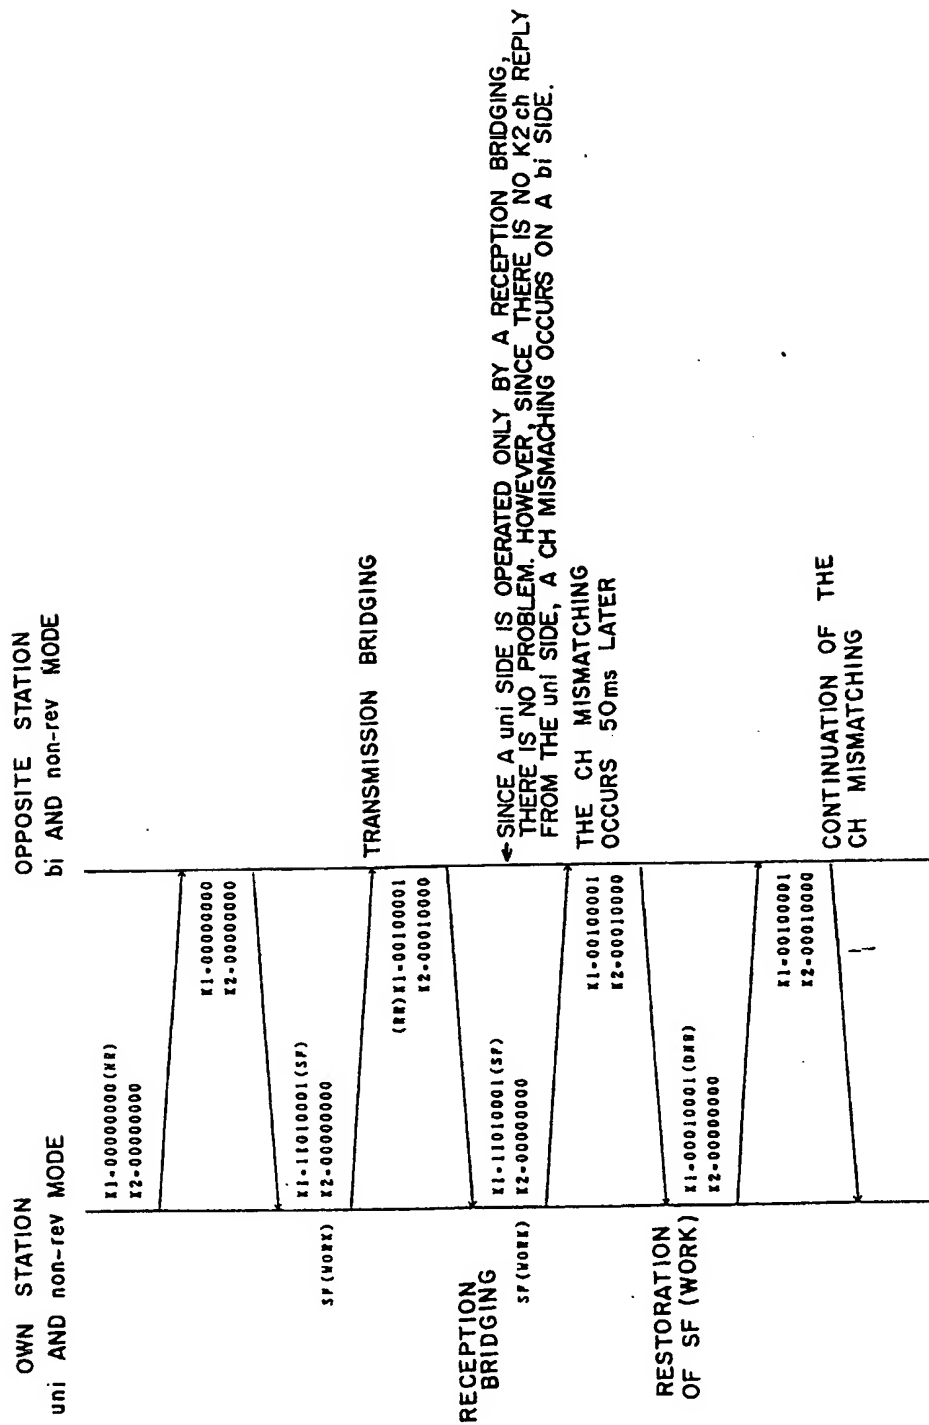 OWN STATION
uni AND non-rev MODE
OPPOSITE STATION
bi AND non-rev MODE
K1=00000000(NR)
K2=00000000
K1=00000000
K2=00000000
SF(WORK)
K1=11010001(SF)
K2=00000000
TRANSMISSION BRIDGING
(RR)K1=00100001
K2=00010000
RECEPTION
BRIDGING
SF(WORK)
K1=11010001(SF)
K2=00000000
←SINCE A uni SIDE IS OPERATED ONLY BY A RECEPTION BRIDGING,
THERE IS NO PROBLEM. HOWEVER, SINCE THERE IS NO K2 ch REPLY
FROM THE uni SIDE, A CH MISMACHING OCCURS ON A bi SIDE.
THE CH MISMATCHING
OCCURS 50ms LATER
K1=00100001
K2=00010000
RESTORATION
OF SF (WORK)
K1=00010001(DNR)
K2=00000000
K1=00100001
K2=00010000
CONTINUATION OF THE
CH MISMATCHING